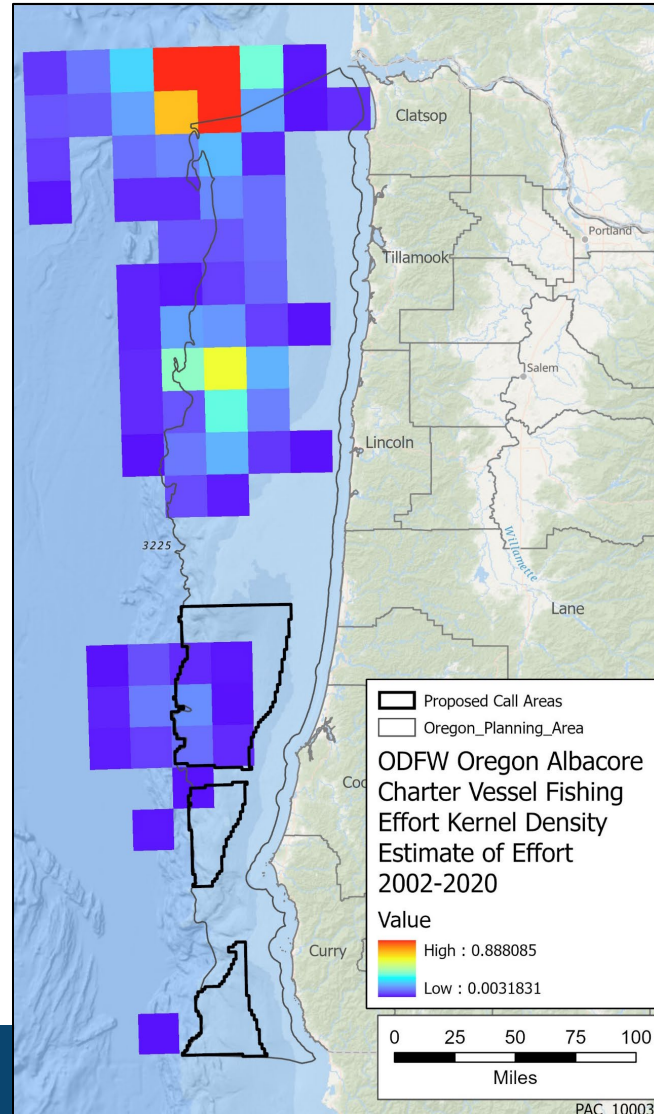 Clatsop
Portland
Tillamook
Salem
Lincoln
3225
Willamette
Lane
Proposed Call Areas
Oregon_Planning_Area
ODFW Oregon Albacore
Charter Vessel Fishing
Effort Kernel Density
Estimate of Effort
2002-2020
Coo
Value
High : 0.888085
Low : 0.0031831
Curry
0 25 50 75 100
Miles
PAC_10003